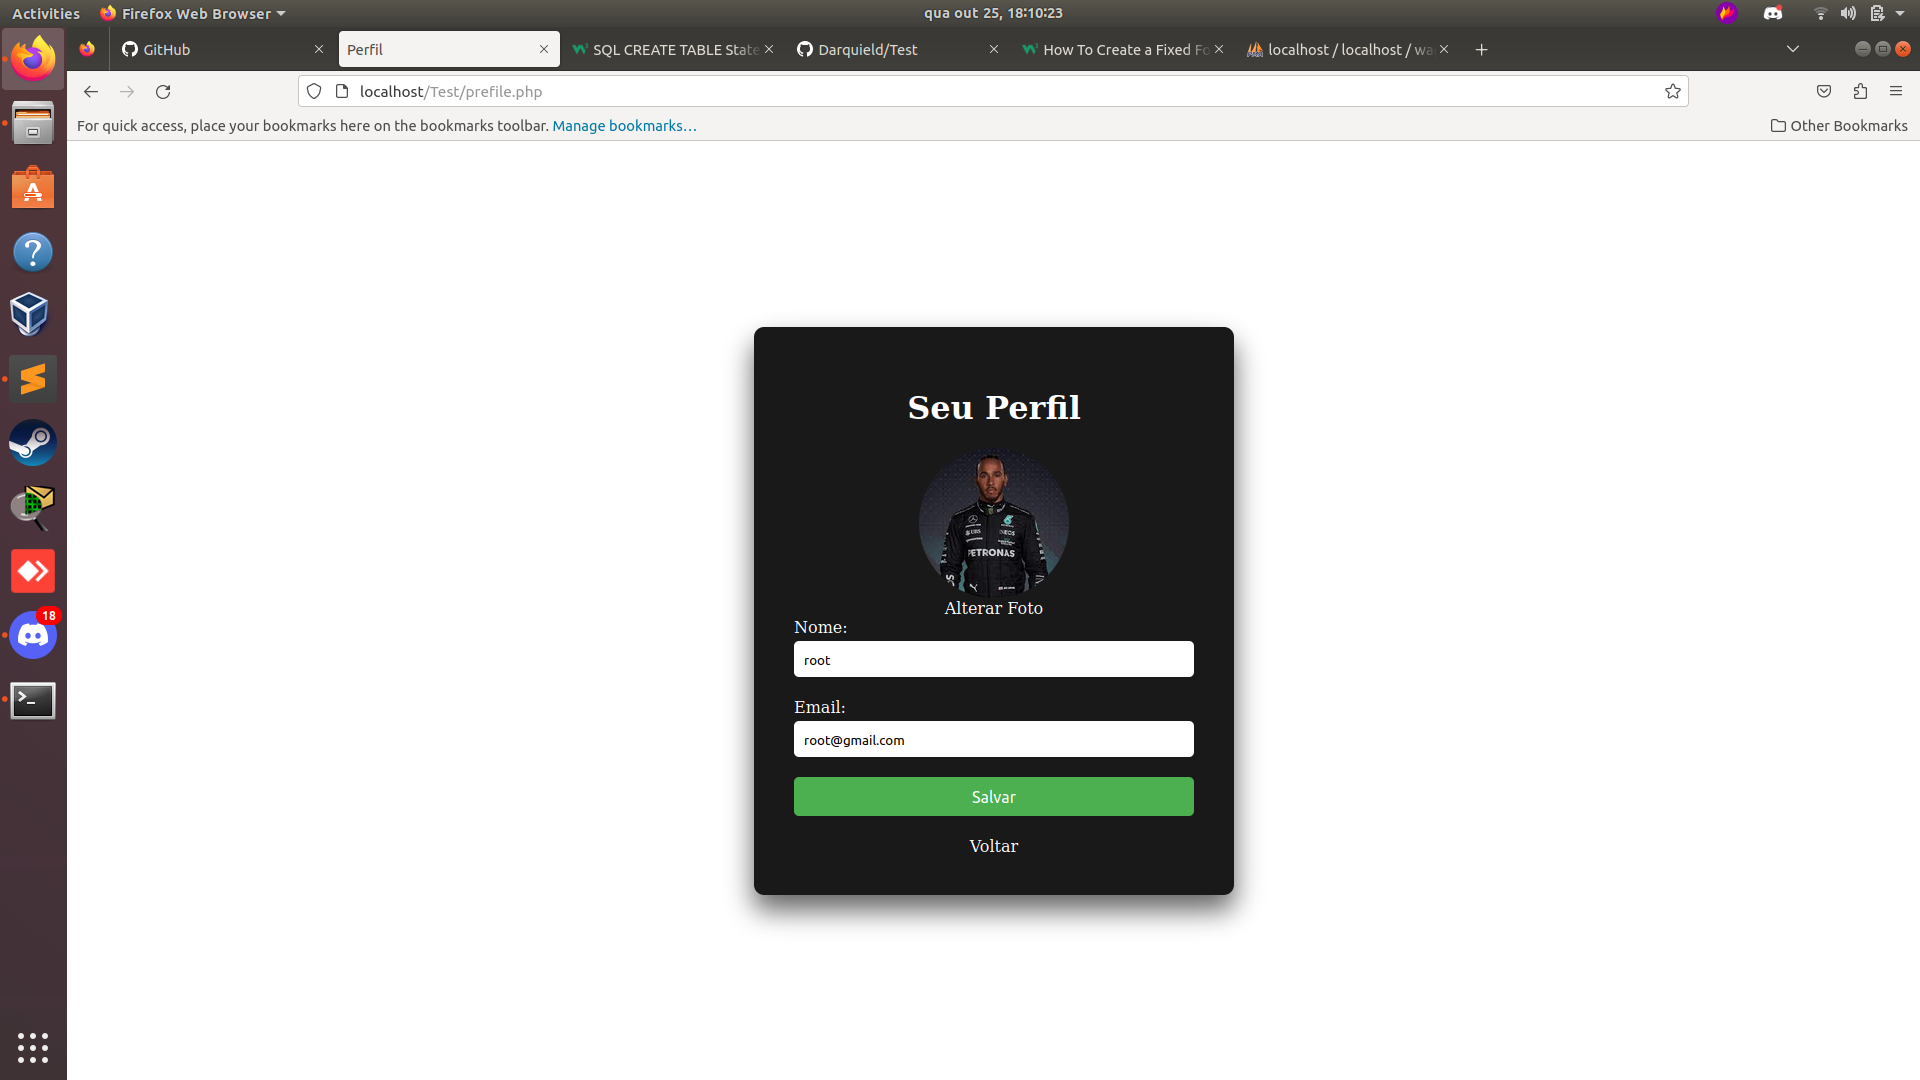 Activities
Firefox Web Browser
qua out 25, 18:10:23
GitHub
Perfil
SQL CREATE TABLE State
Darquield/Test
How To Create a Fixed Fo
localhost / localhost / wa
localhost/Test/prefile.php
For quick access, place your bookmarks here on the bookmarks toolbar. Manage bookmarks…
Other Bookmarks
Seu Perfil
PETRONAS
Alterar Foto
Nome:
root
Email:
root@gmail.com
Salvar
Voltar
18